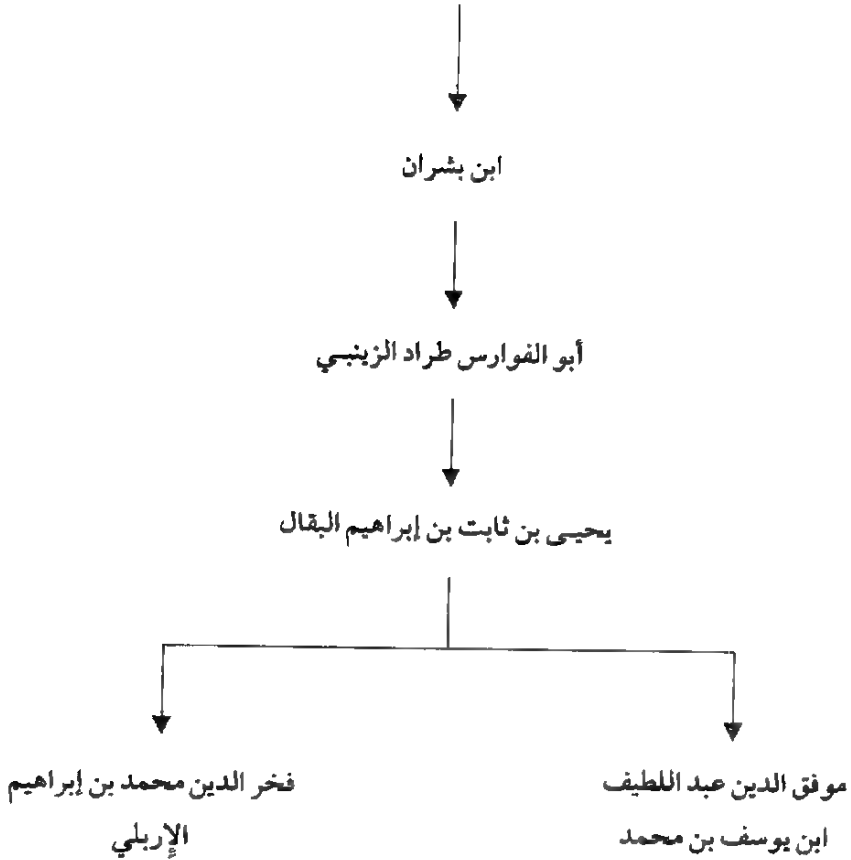 ابن بشران
أبو الفوارس طراد الزينبي
يحيى بن ثابت بن إبراهيم البقال
موفق الدين عبد اللطيف
ابن يوسف بن محمد
فخر الدين محمد بن إبراهيم
الإربلي